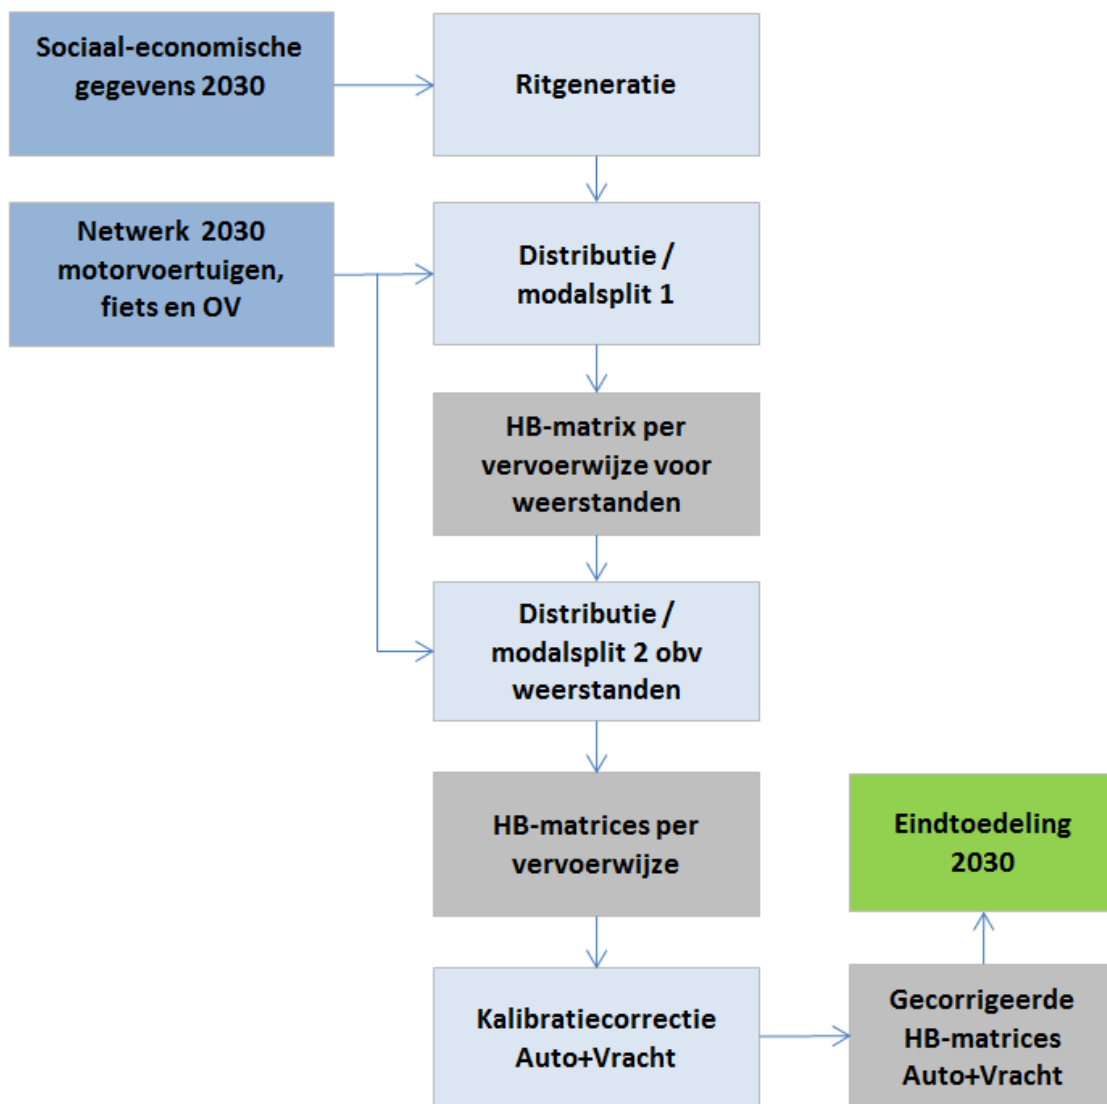 Sociaal-economische
gegevens 2030
Ritgeneratie
Netwerk 2030
motorvoertuigen,
fiets en OV
Distributie /
modalsplit 1
HB-matrix per
vervoerwijze voor
weerstanden
Distributie /
modalsplit 2 obv
weerstanden
HB-matrices per
vervoerwijze
Eindtoedeling
2030
Kalibratiecorrectie
Auto+Vracht
Gecorrigeerde
HB-matrices
Auto+Vracht